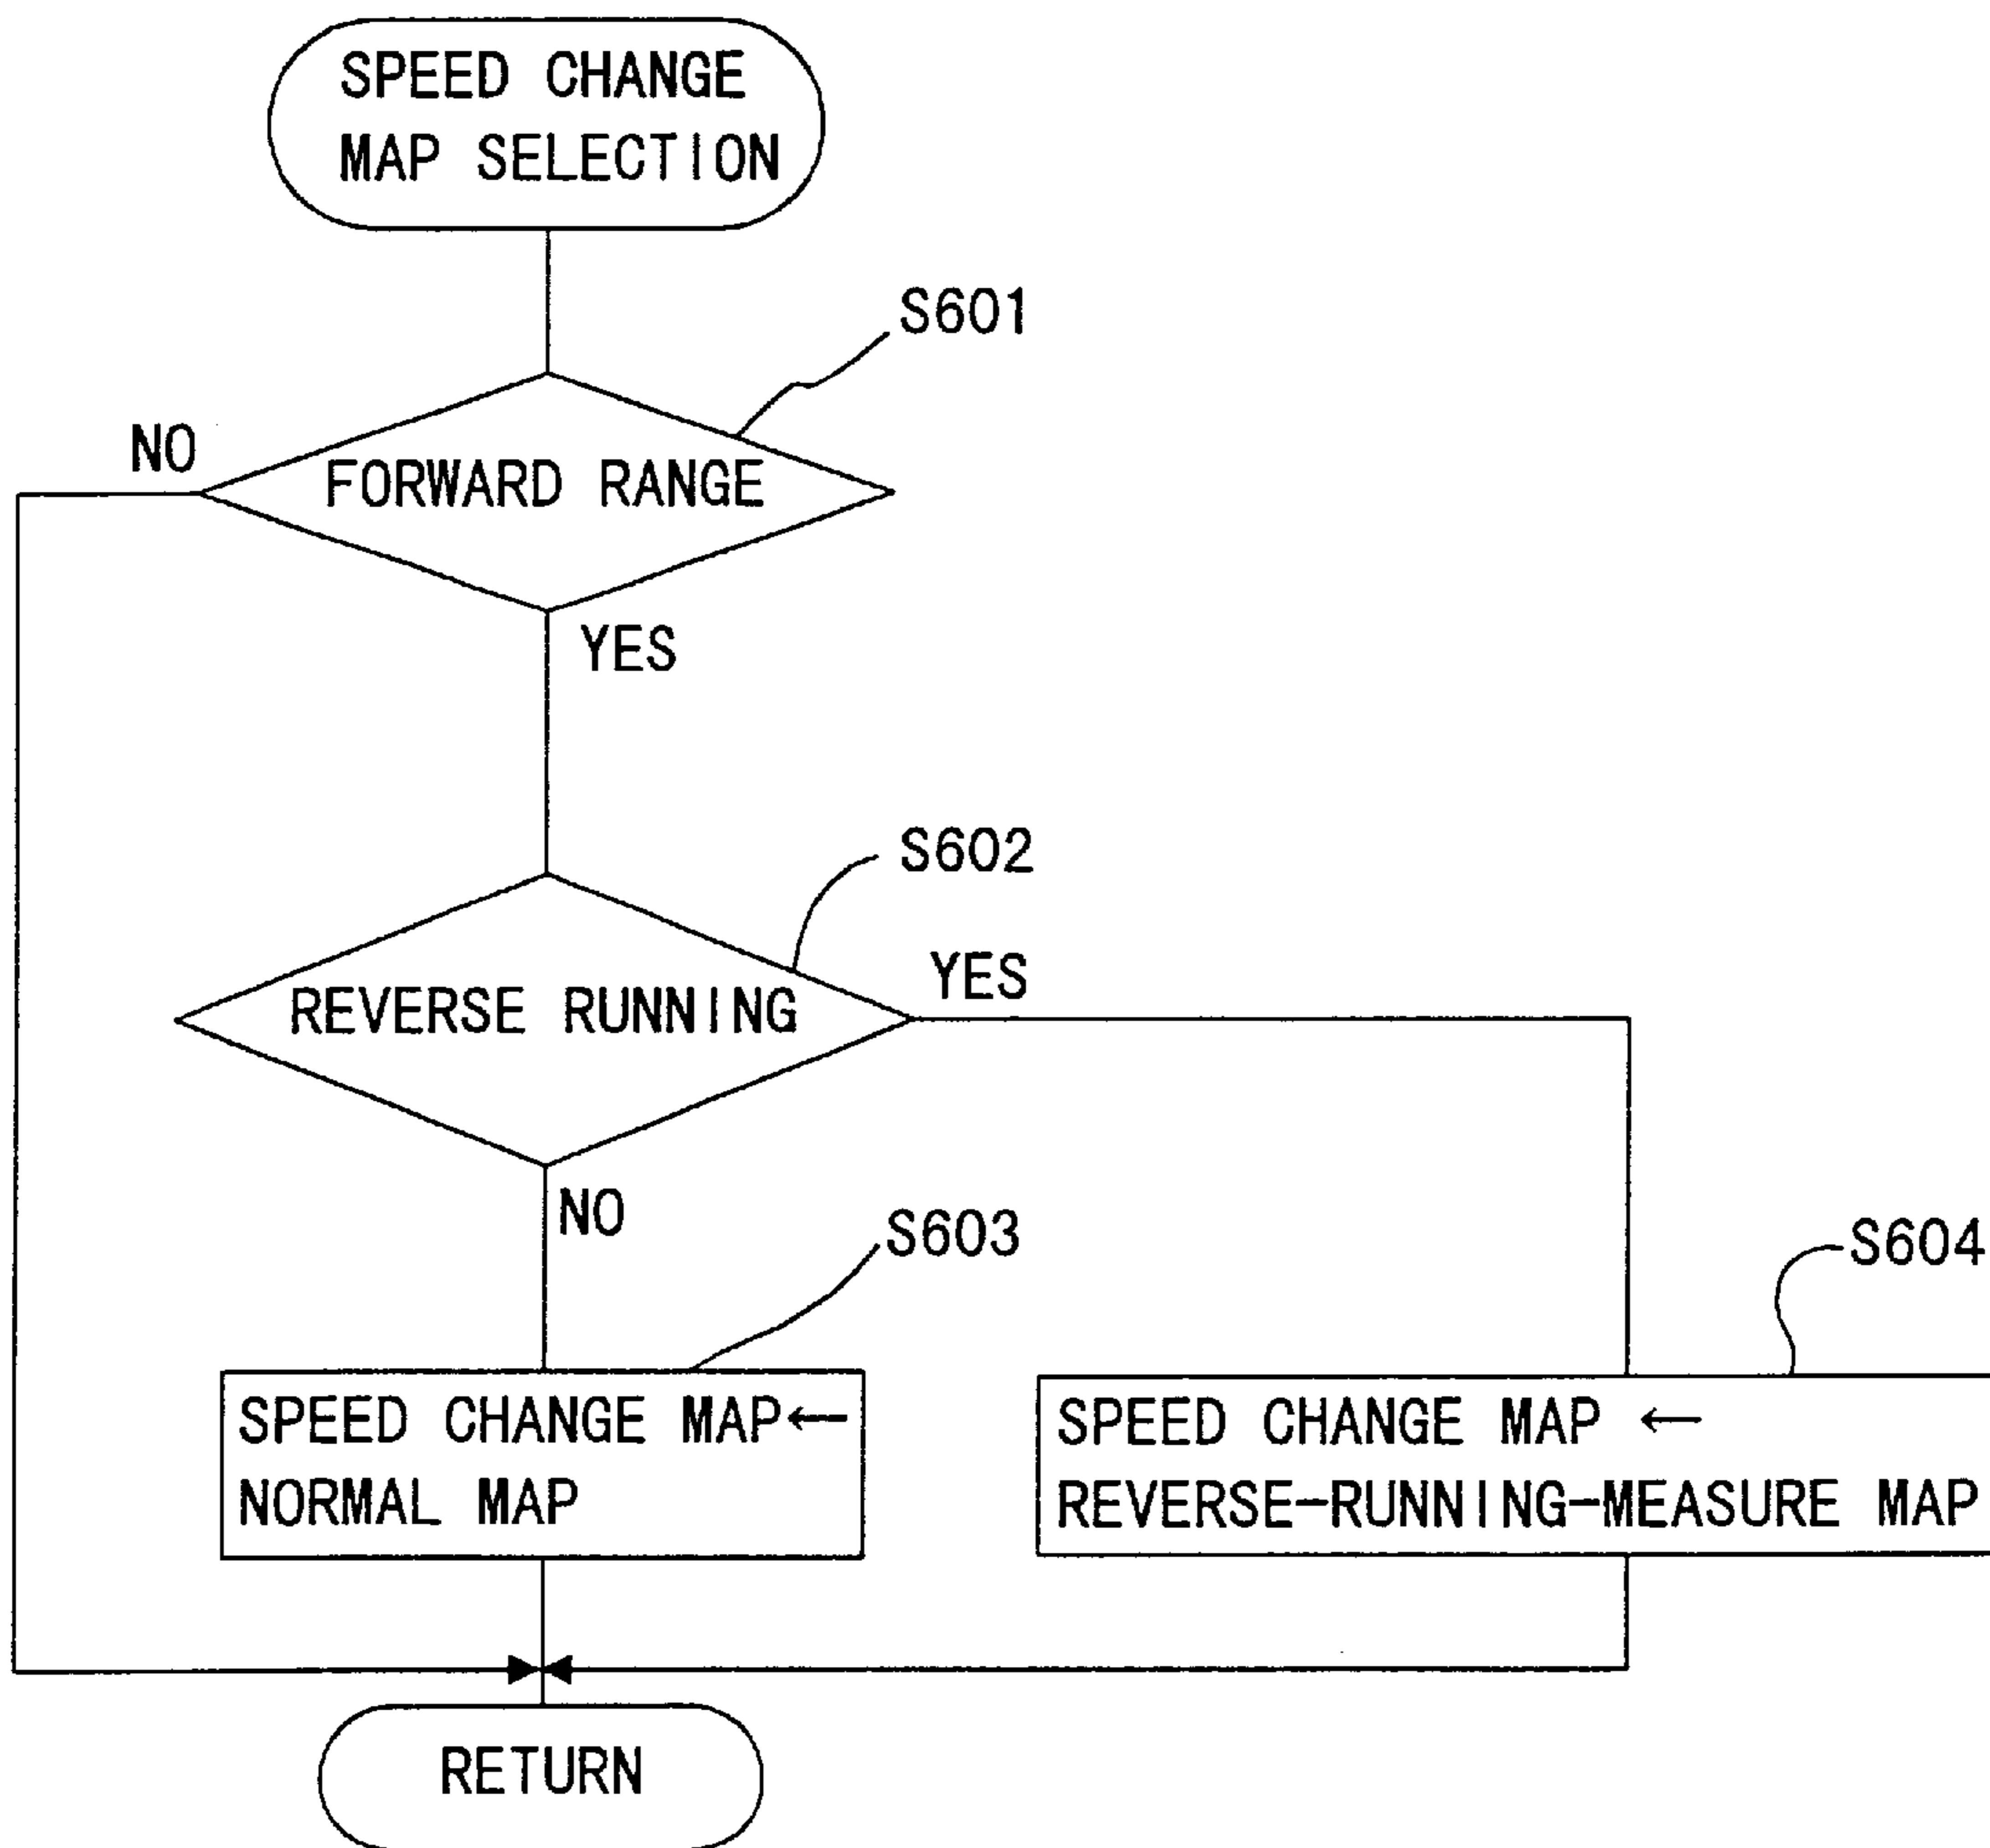 SPEED CHANGE
MAP SELECTION
S601
NO
FORWARD RANGE
YES
S602
YES
REVERSE RUNNING
NO
S603
S604
SPEED CHANGE MAP←
NORMAL MAP
SPEED CHANGE MAP ←
REVERSE-RUNNING-MEASURE MAP
RETURN